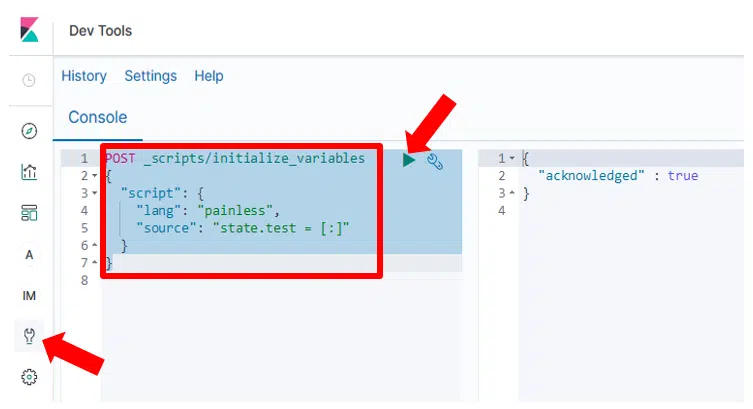 Dev Tools
History Settings Help
Console
1 POST _scripts/initialize_variables
2 {
3 "script": {
4 "lang": "painless",
5 "source": "state.test = [:]"
6 }
7 }
8
1 {
2 "acknowledged" : true
3 }
4
A
IM